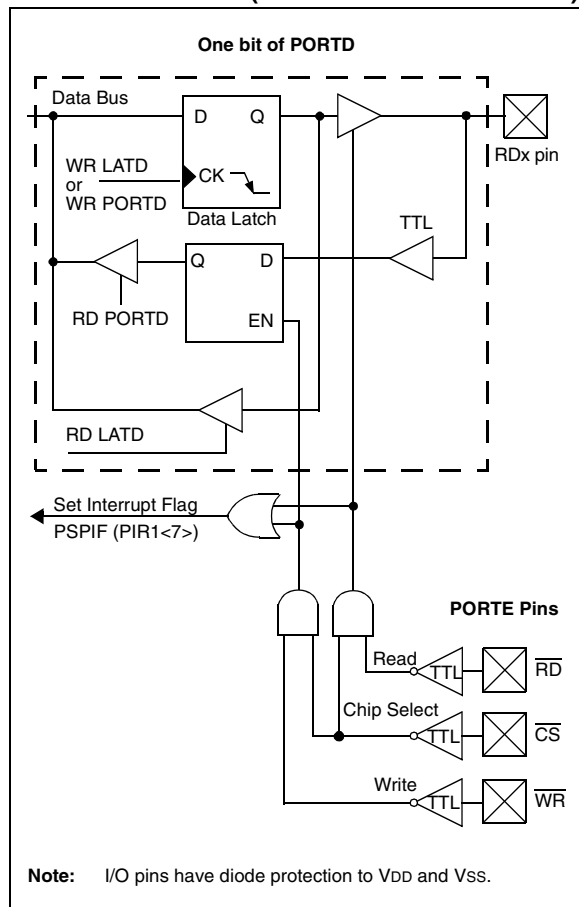 One bit of PORTD
Data Bus
D Q
RDx pin
WR LATD
or
WR PORTD
CK
Data Latch
TTL
Q D
EN
RD PORTD
RD LATD
Set Interrupt Flag
PSPIF (PIR1<7>)
PORTE Pins
Read
TTL
RD
Chip Select
TTL
CS
Write
TTL
WR
Note: I/O pins have diode protection to VDD and VSS.